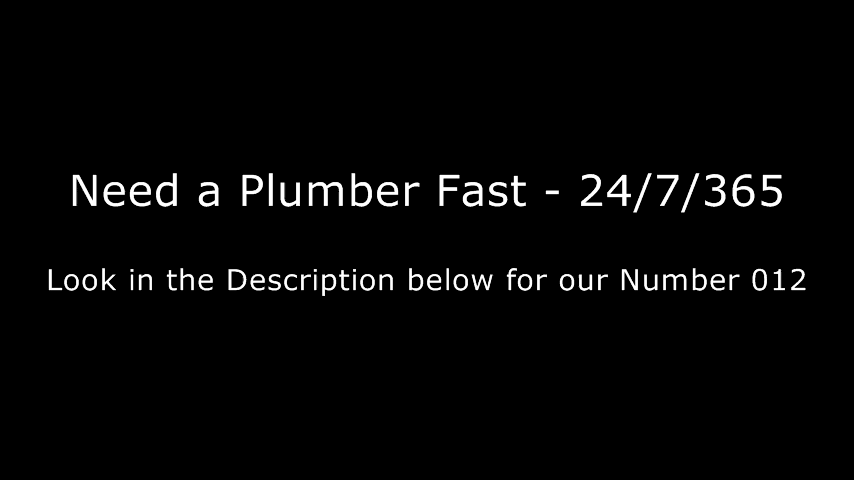 Need a Plumber Fast - 24/7/365
Look in the Description below for our Number 012